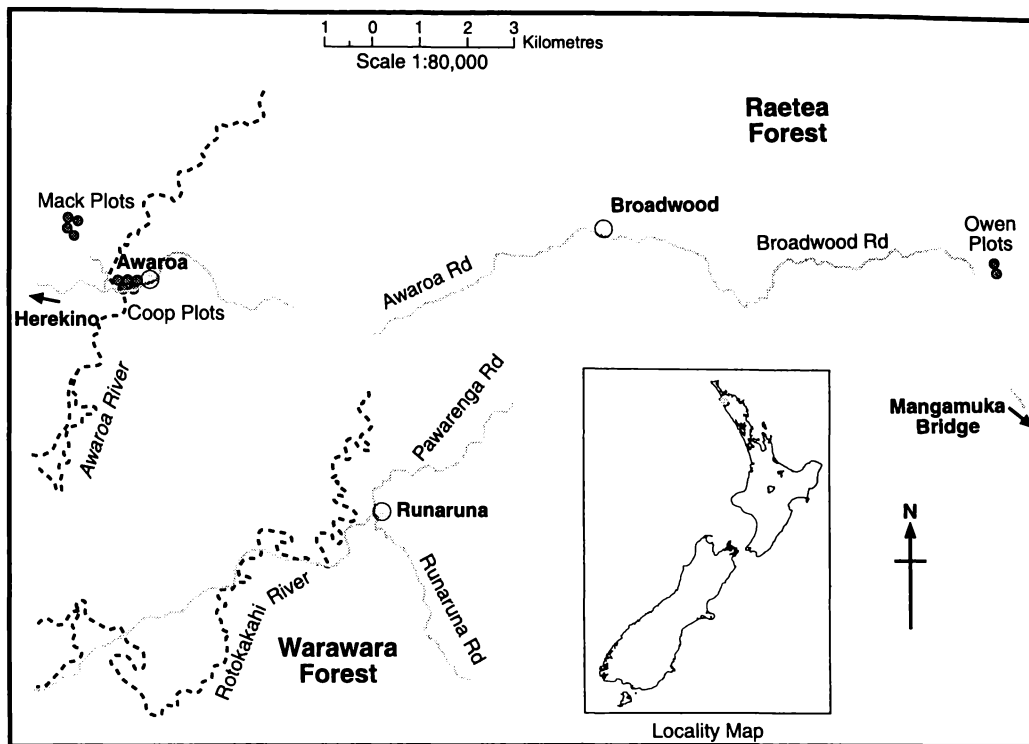 1 0 1 2 3 Kilometres
Scale 1:80,000
Raetea
Forest
Mack Plots
Broadwood
Owen
Plots
Broadwood Rd
Awaroa
Awaroa Rd
Herekino
Coop Plots
Awaroa River
Pawarenga Rd
Mangamuka
Bridge
Runaruna
N
Rotokakahi River
Runaruna Rd
Warawara
Forest
Locality Map